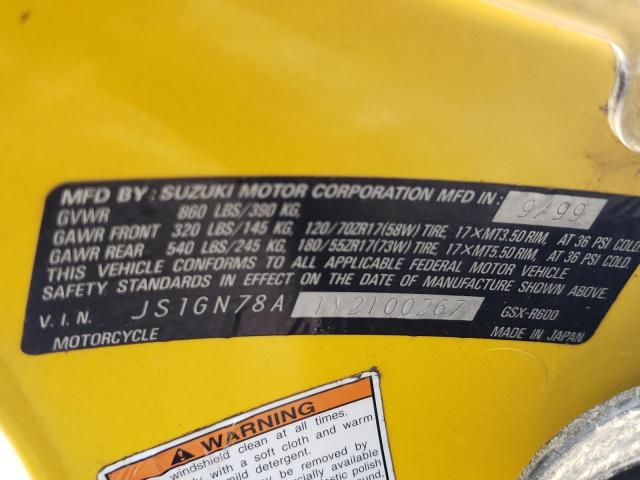 MFD BY: SUZUKI MOTOR CORPORATION MFD IN: 9/99
GVWR 860 LBS/390 KG,
GAWR FRONT 320 LBS/145 KG, 120/70ZR17(58W) TIRE, 17×MT3.50 RIM, AT 36 PSI COLD.
GAWR REAR 540 LBS/245 KG, 180/55ZR17(73W) TIRE, 17×MT5.50 RIM, AT 36 PSI COLD.
THIS VEHICLE CONFORMS TO ALL APPLICABLE FEDERAL MOTOR VEHICLE
SAFETY STANDARDS IN EFFECT ON THE DATE OF MANUFACTURE SHOWN ABOVE.
V. I. N. JS1GN78A 1Y2100267 GSX-R600
MOTORCYCLE MADE IN JAPAN
WARNING
windshield clean at all times.
with a soft cloth and warm
mild detergent.
may be removed by
available
polish